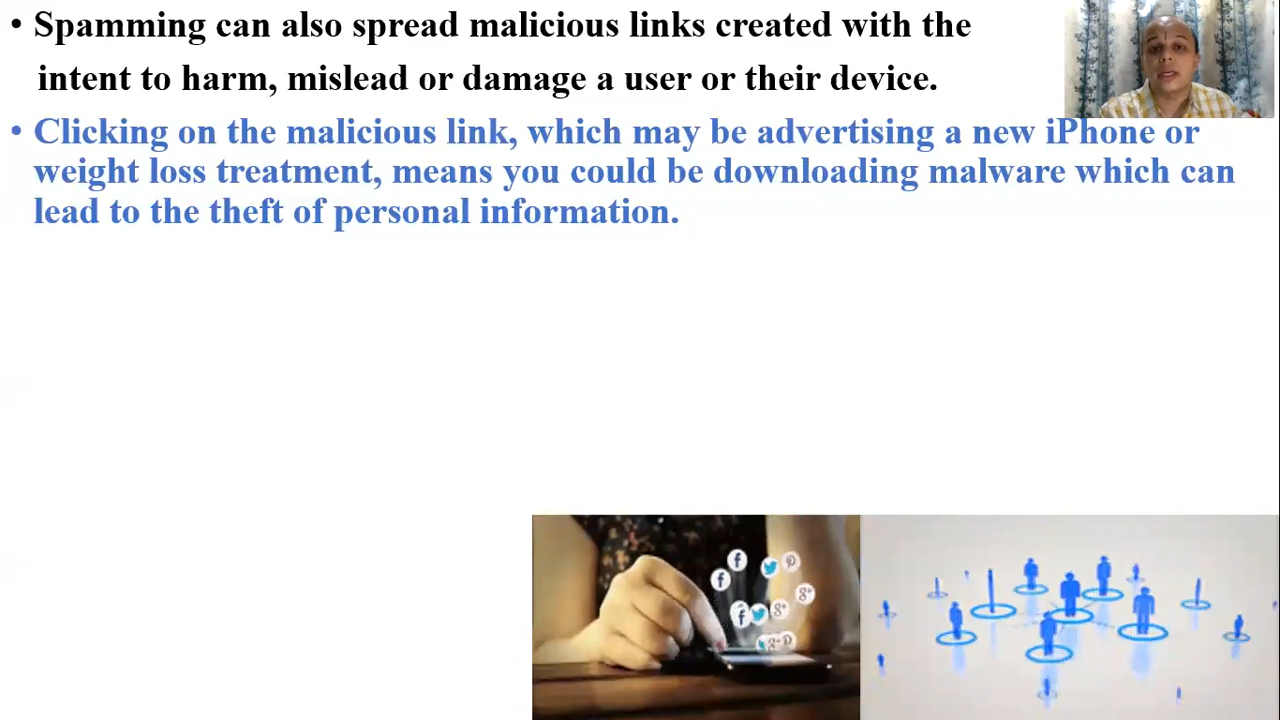 • Spamming can also spread malicious links created with the
intent to harm, mislead or damage a user or their device.
• Clicking on the malicious link, which may be advertising a new iPhone or
weight loss treatment, means you could be downloading malware which can
lead to the theft of personal information.